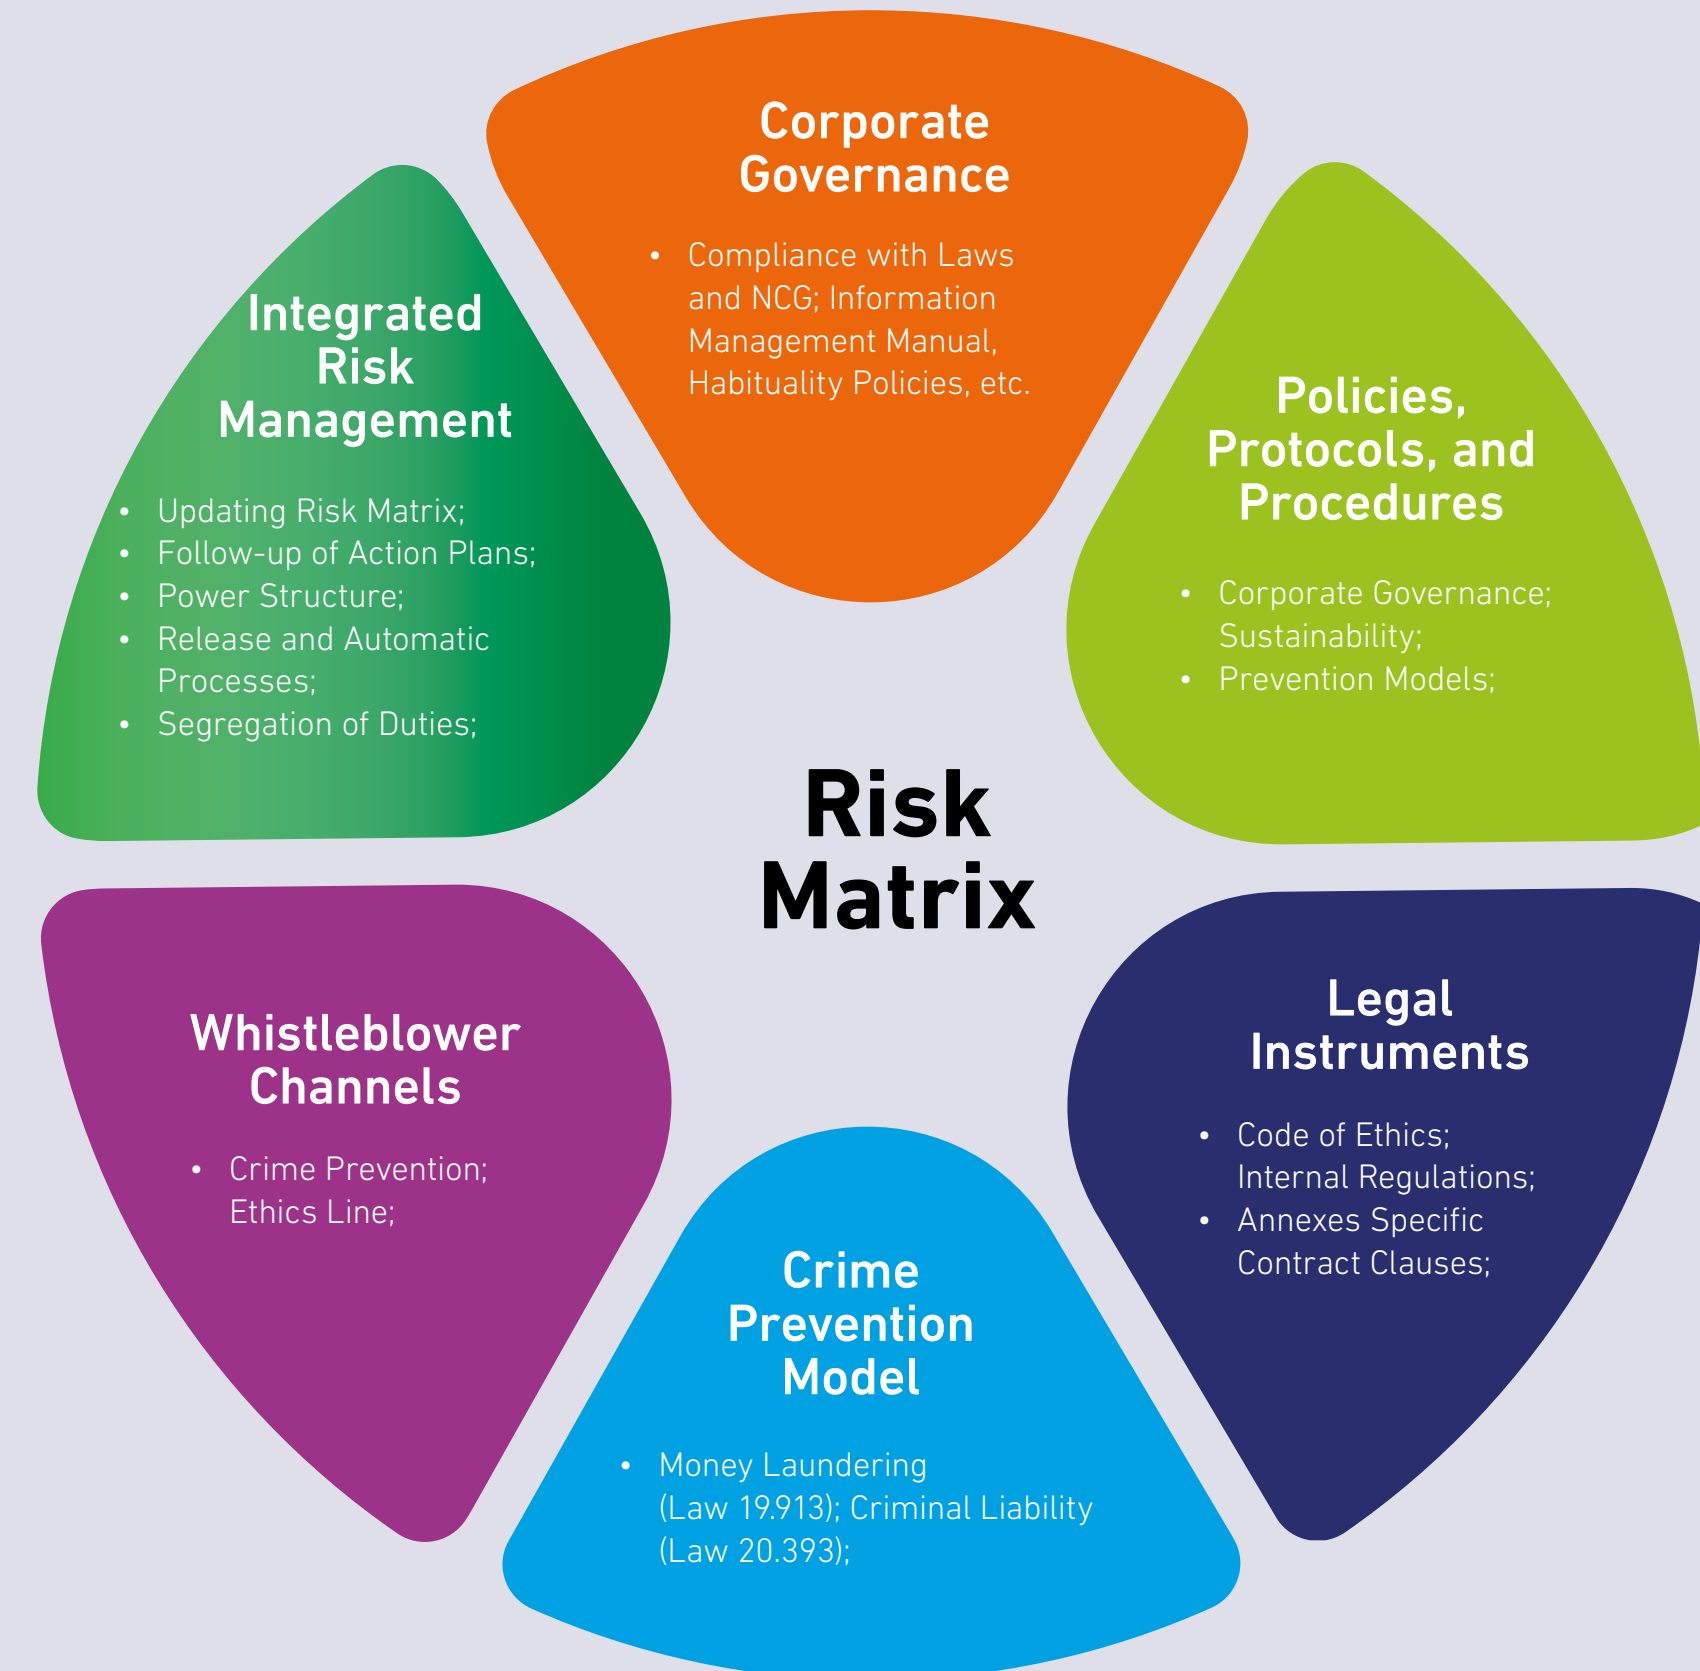 Corporate
Governance
• Compliance with Laws
and NCG; Information
Management Manual,
Habituality Policies, etc.
Integrated
Risk
Management
• Updating Risk Matrix;
• Follow-up of Action Plans;
• Power Structure;
• Release and Automatic
Processes;
• Segregation of Duties;
Policies,
Protocols, and
Procedures
• Corporate Governance;
Sustainability;
• Prevention Models;
Risk
Matrix
Whistleblower
Channels
• Crime Prevention;
Ethics Line;
Legal
Instruments
• Code of Ethics;
Internal Regulations;
• Annexes Specific
Contract Clauses;
Crime
Prevention
Model
• Money Laundering
(Law 19.913); Criminal Liability
(Law 20.393);